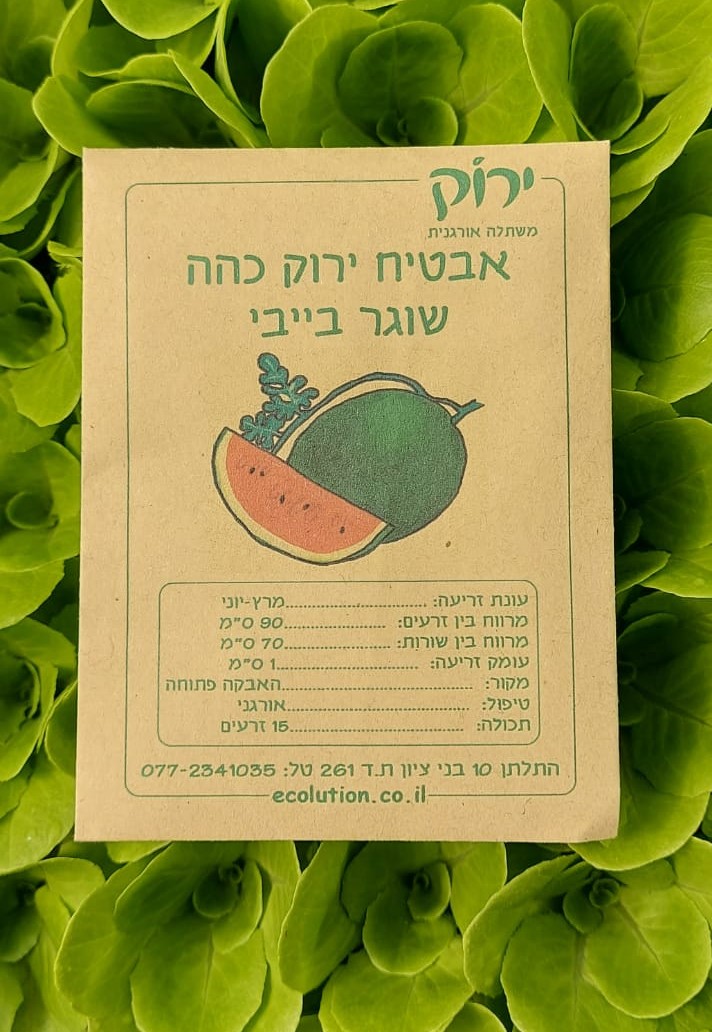 ירוק
משתלה אורגנית
אבטיח ירוק כהה
שוגר בייבי
עונת זריעה: ........................מרץ-יוני
מרווח בין זרעים: ........................90 ס"מ
מרווח בין שורות: ........................70 ס"מ
עומק זריעה: ........................1 ס"מ
מקור: ........................האבקה פתוחה
טיפול: ........................אורגני
תכולה: ........................15 זרעים
התלתן 10 בני ציון ת.ד 261 טל: 077-2341035
ecolution.co.il